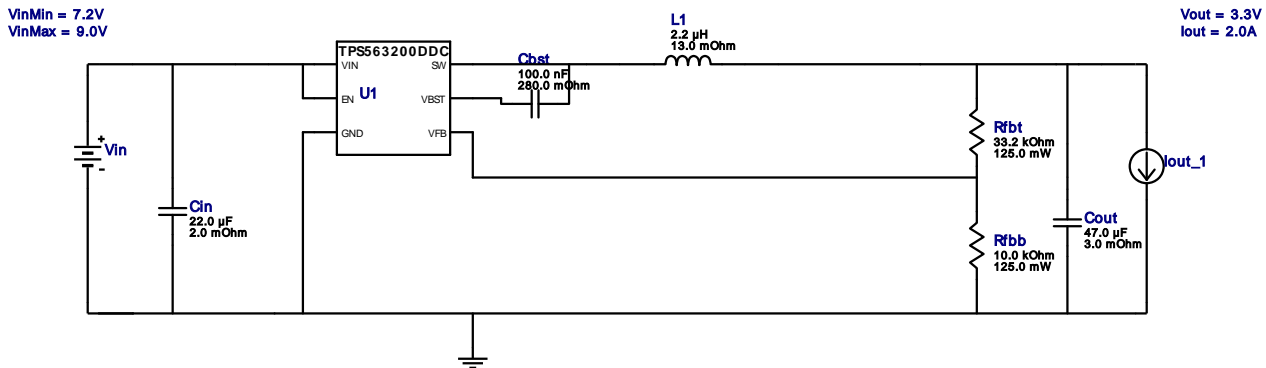 VinMin = 7.2V
VinMax = 9.0V
Vout = 3.3V
Iout = 2.0A
L1
2.2 µH
13.0 mOhm
TPS563200DDC
VIN
SW
EN
U1
VBST
GND
VFB
Cbst
100.0 nF
280.0 mOhm
+
Vin
-
Cin
22.0 µF
2.0 mOhm
Rfbt
33.2 kOhm
125.0 mW
Iout_1
Rfbb
10.0 kOhm
125.0 mW
Cout
47.0 µF
3.0 mOhm